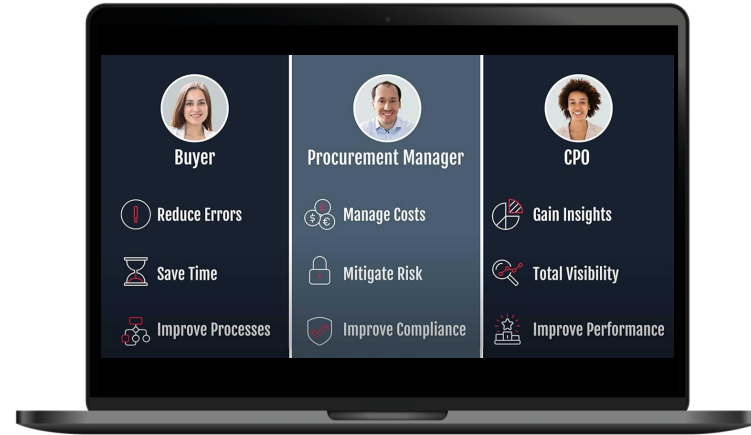 Buyer
Reduce Errors
Save Time
Improve Processes
Procurement Manager
Manage Costs
Mitigate Risk
Improve Compliance
CPO
Gain Insights
Total Visibility
Improve Performance